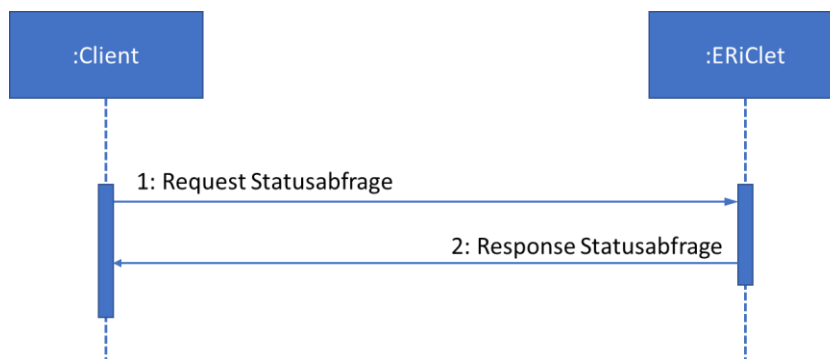 :Client
:ERiClet
1: Request Statusabfrage
2: Response Statusabfrage